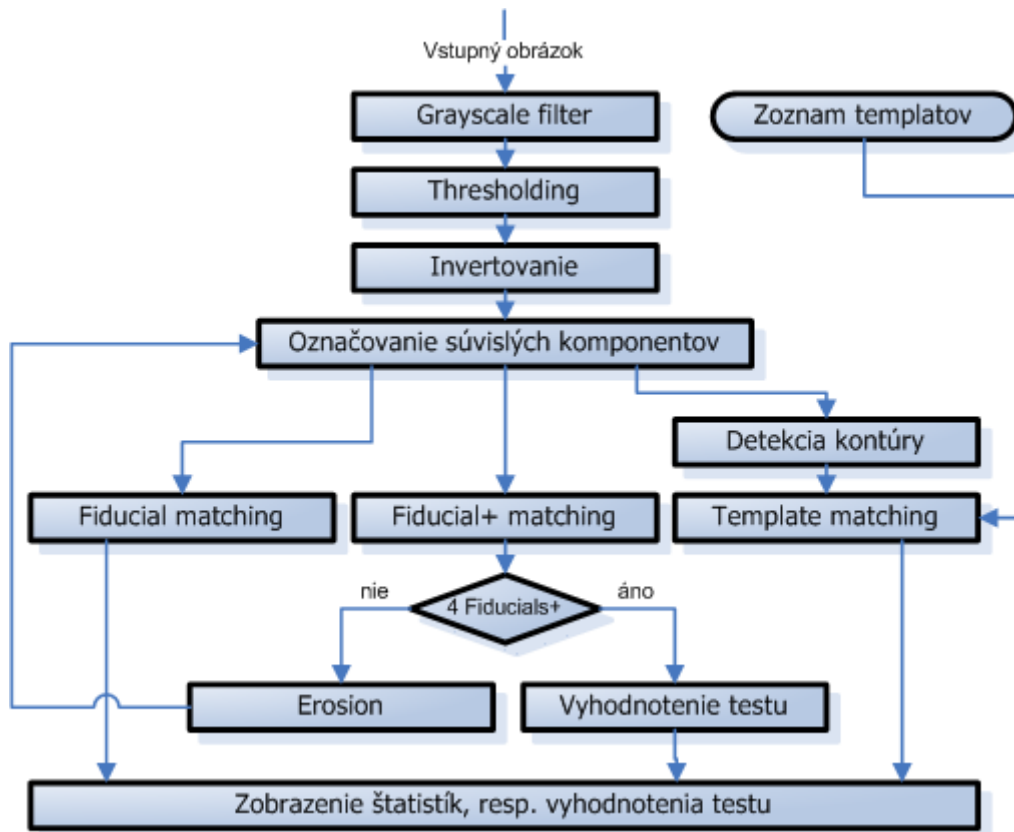 Vstupný obrázok
Grayscale filter
Zoznam templatov
Thresholding
Invertovanie
Označovanie súvislých komponentov
Detekcia kontúry
Fiducial matching
Fiducial+ matching
Template matching
nie
4 Fiducials+
áno
Erosion
Vyhodnotenie testu
Zobrazenie štatistík, resp. vyhodnotenia testu